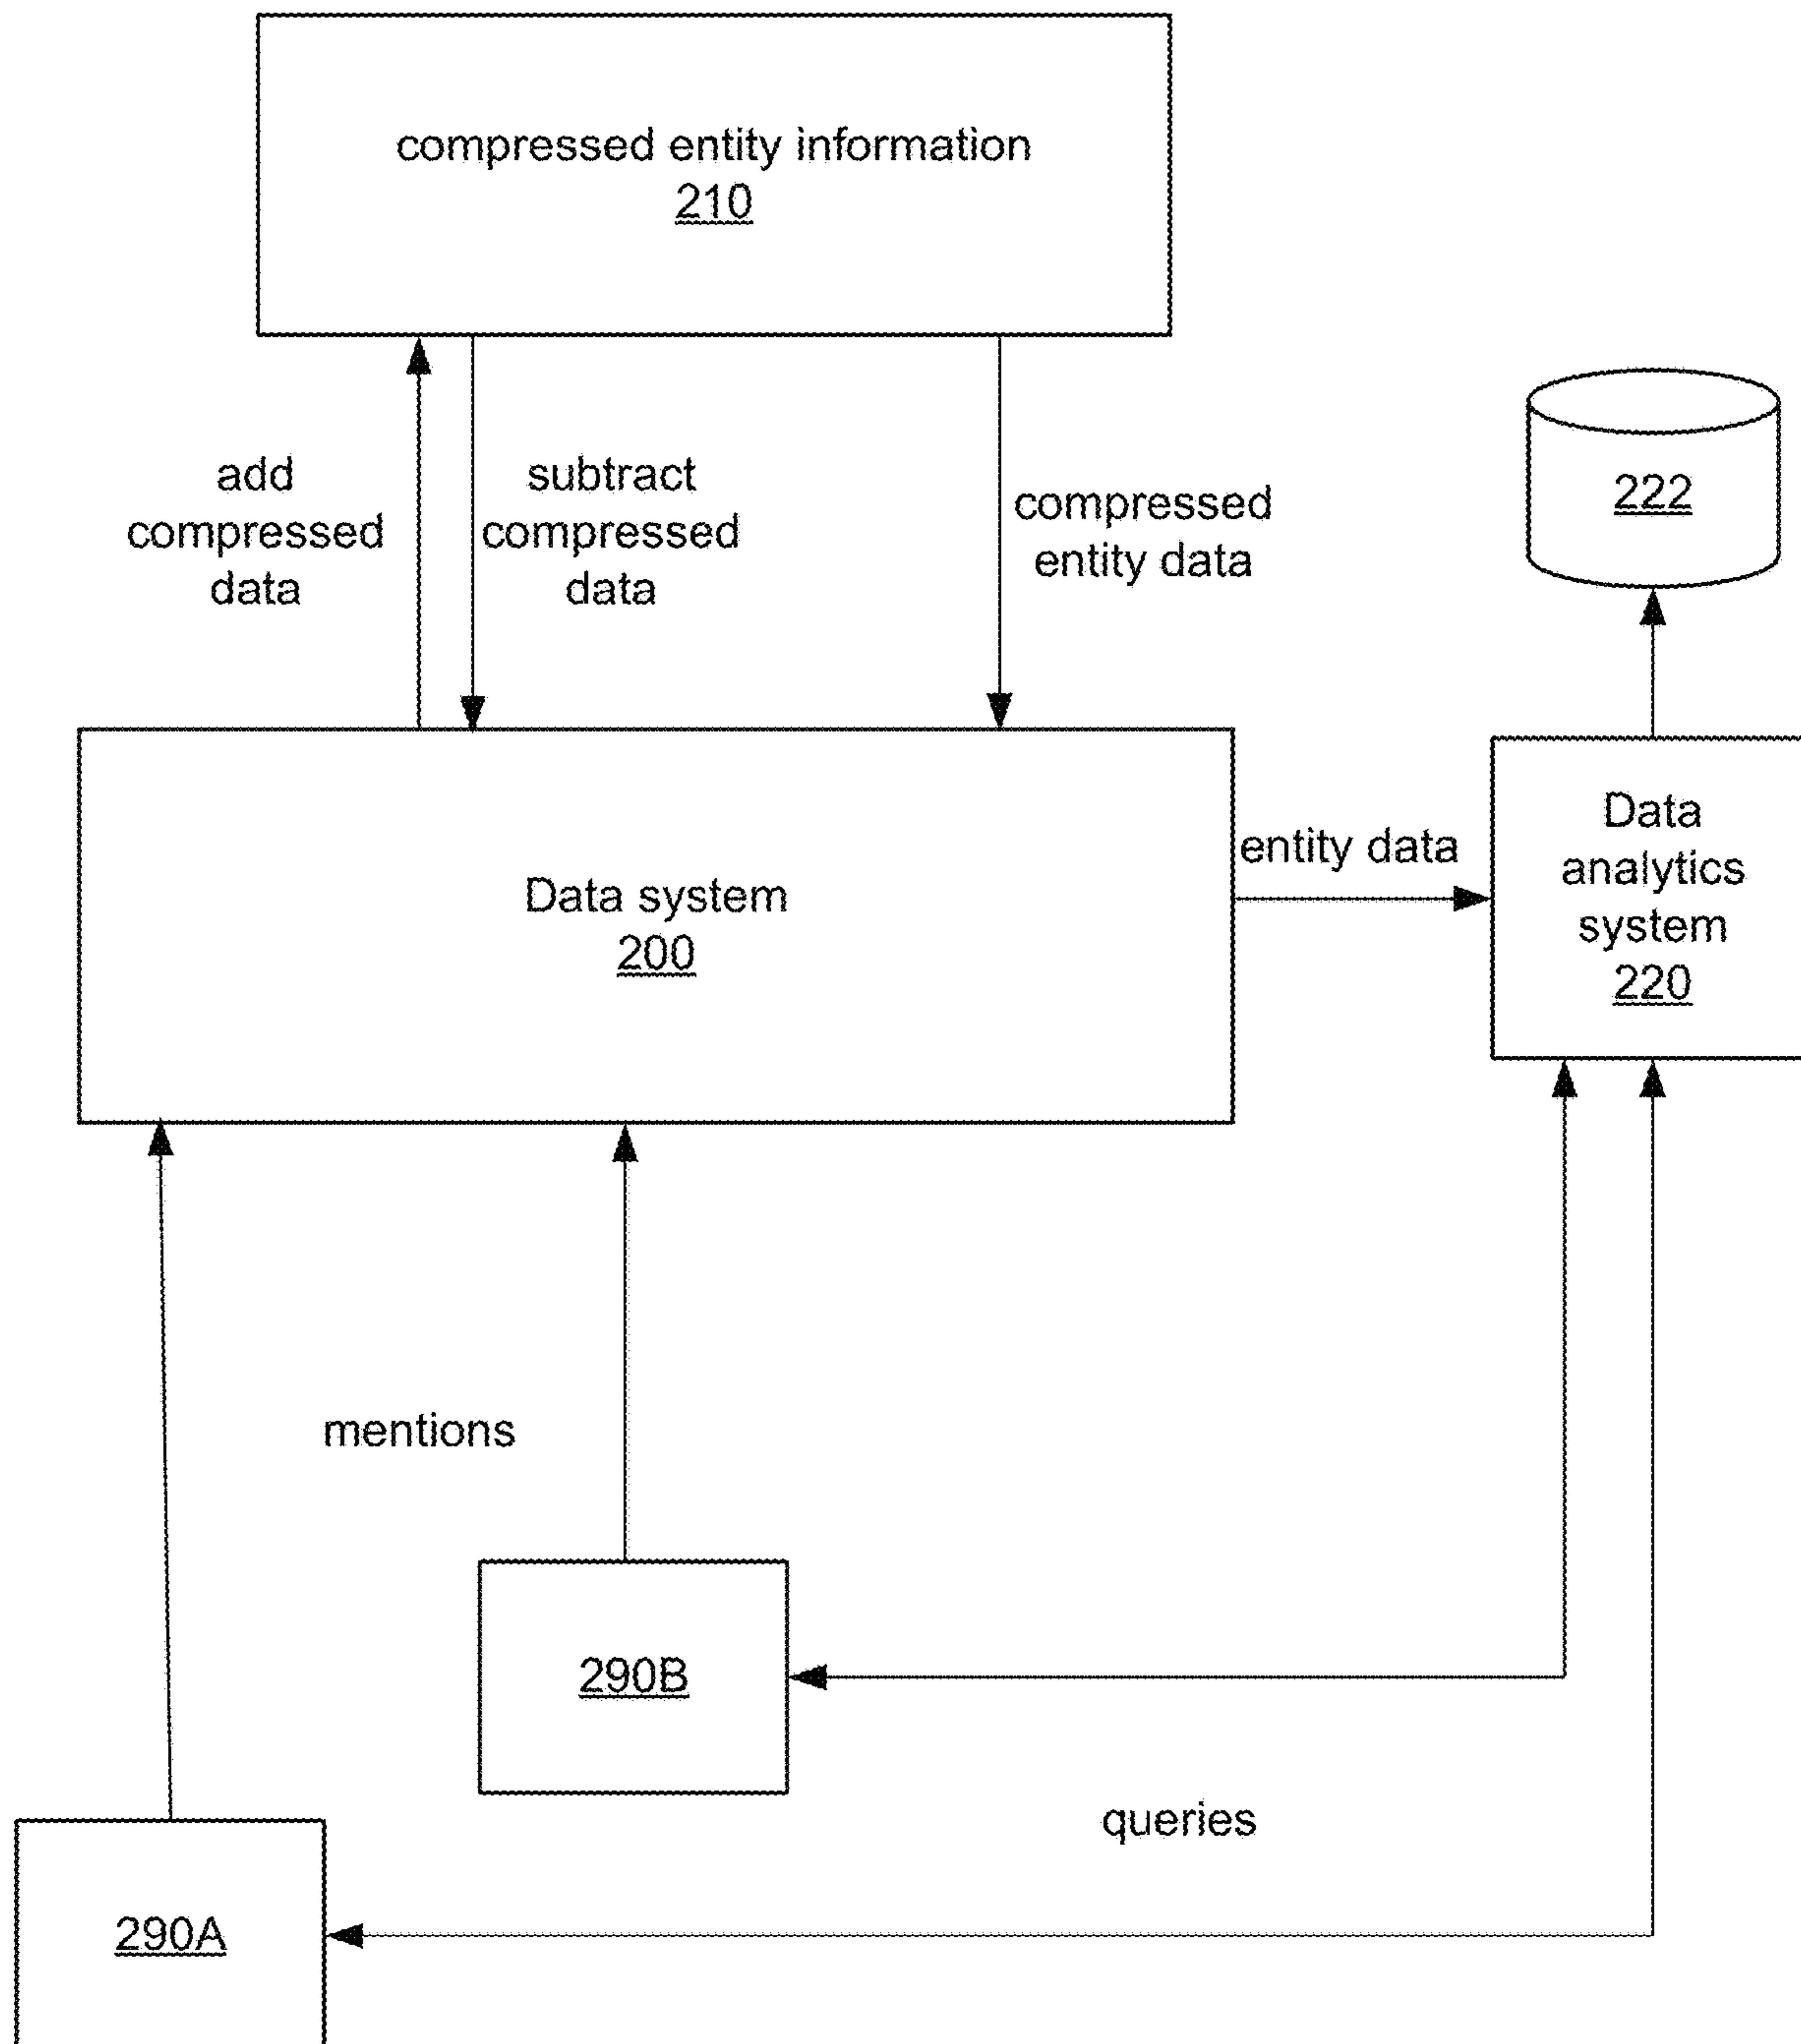 compressed entity information
210
add
compressed
data
subtract
compressed
data
compressed
entity data
222
Data system
200
entity data
Data
analytics
system
220
mentions
290B
queries
290A